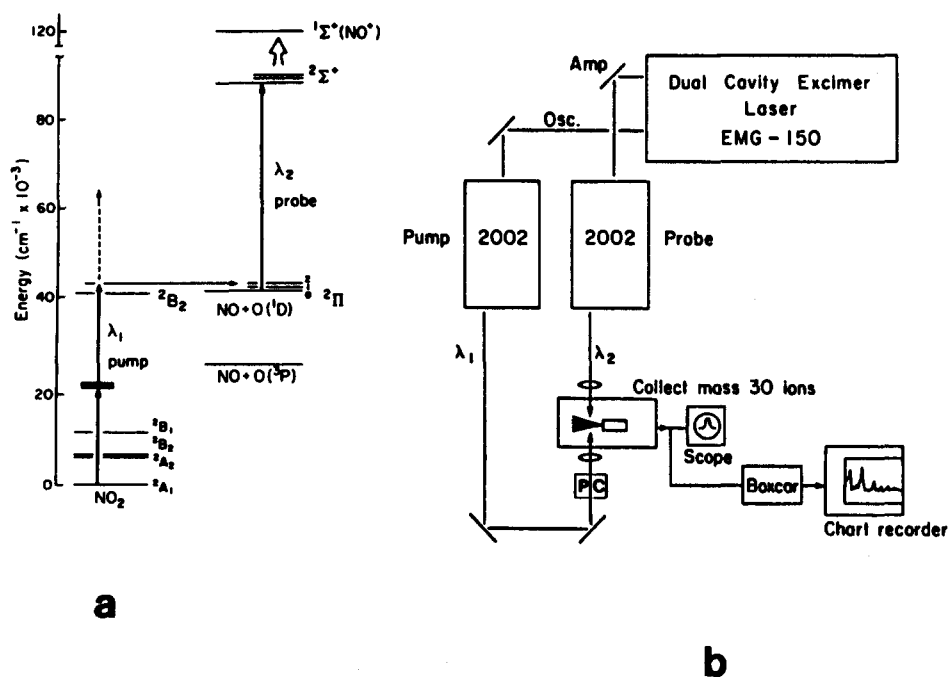 120
80
60
40
20
0
Energy (cm⁻¹ x 10⁻³)
¹Σ⁺(NO⁺)
²Σ⁺
λ₂
probe
²B₂
²Π
NO+O(¹D)
λ₁
pump
NO+O(³P)
²B₁
²B₂
²A₂
²A₁
NO₂
a
Amp
Osc.
Dual Cavity Excimer
Laser
EMG-150
Pump
2002
2002
Probe
λ₁
λ₂
Collect mass 30 ions
Scope
PC
Boxcar
Chart recorder
b